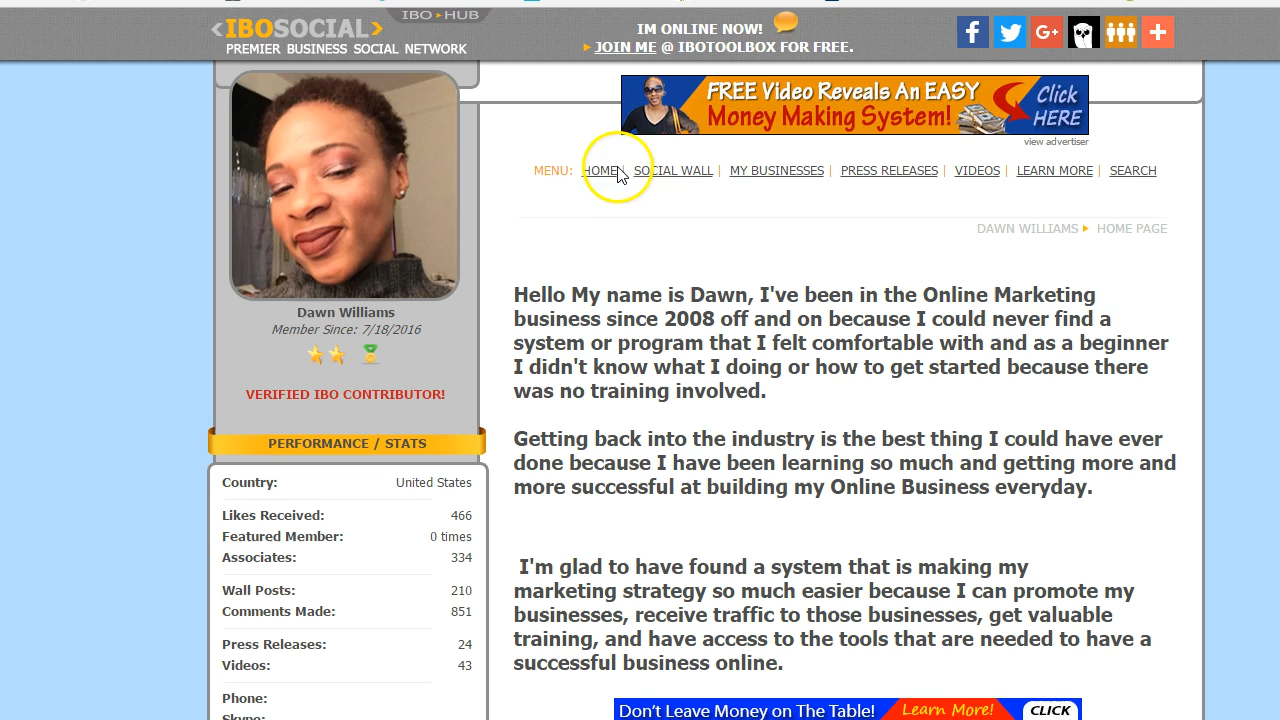 IBO HUB
IBOSOCIAL
PREMIER BUSINESS SOCIAL NETWORK
IM ONLINE NOW!
JOIN ME @ IBOTOOLBOX FOR FREE.
FREE Video Reveals An EASY
Money Making System!
Click
HERE
view advertiser
MENU: HOME | SOCIAL WALL | MY BUSINESSES | PRESS RELEASES | VIDEOS | LEARN MORE | SEARCH
DAWN WILLIAMS HOME PAGE
Dawn Williams
Member Since: 7/18/2016
VERIFIED IBO CONTRIBUTOR!
PERFORMANCE / STATS
Country: United States
Likes Received: 466
Featured Member: 0 times
Associates: 334
Wall Posts: 210
Comments Made: 851
Press Releases: 24
Videos: 43
Phone:
Skype:
Hello My name is Dawn, I've been in the Online Marketing
business since 2008 off and on because I could never find a
system or program that I felt comfortable with and as a beginner
I didn't know what I doing or how to get started because there
was no training involved.
Getting back into the industry is the best thing I could have ever
done because I have been learning so much and getting more and
more successful at building my Online Business everyday.
I'm glad to have found a system that is making my
marketing strategy so much easier because I can promote my
businesses, receive traffic to those businesses, get valuable
training, and have access to the tools that are needed to have a
successful business online.
Don't Leave Money on The Table! Learn More! CLICK